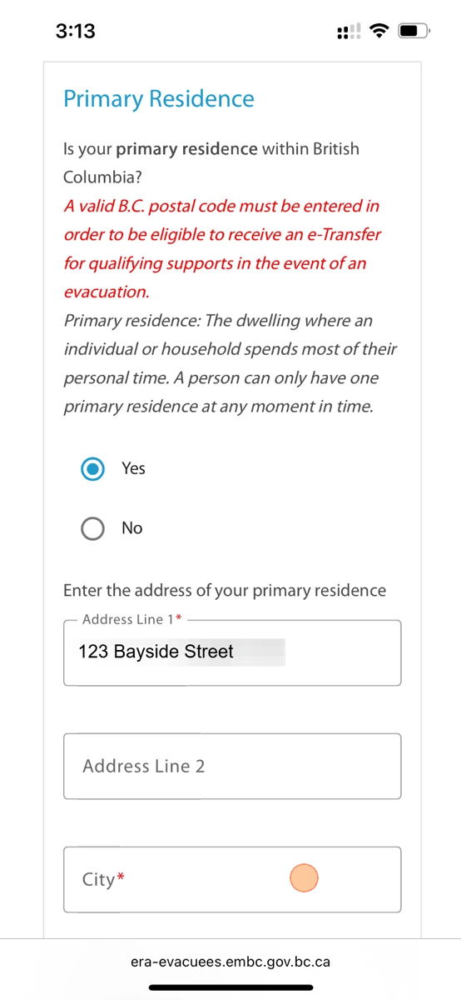 3:13
Primary Residence
Is your primary residence within British
Columbia?
A valid B.C. postal code must be entered in
order to be eligible to receive an e-Transfer
for qualifying supports in the event of an
evacuation.
Primary residence: The dwelling where an
individual or household spends most of their
personal time. A person can only have one
primary residence at any moment in time.
Yes
No
Enter the address of your primary residence
Address Line 1*
123 Bayside Street
Address Line 2
City*
era-evacuees.embc.gov.bc.ca